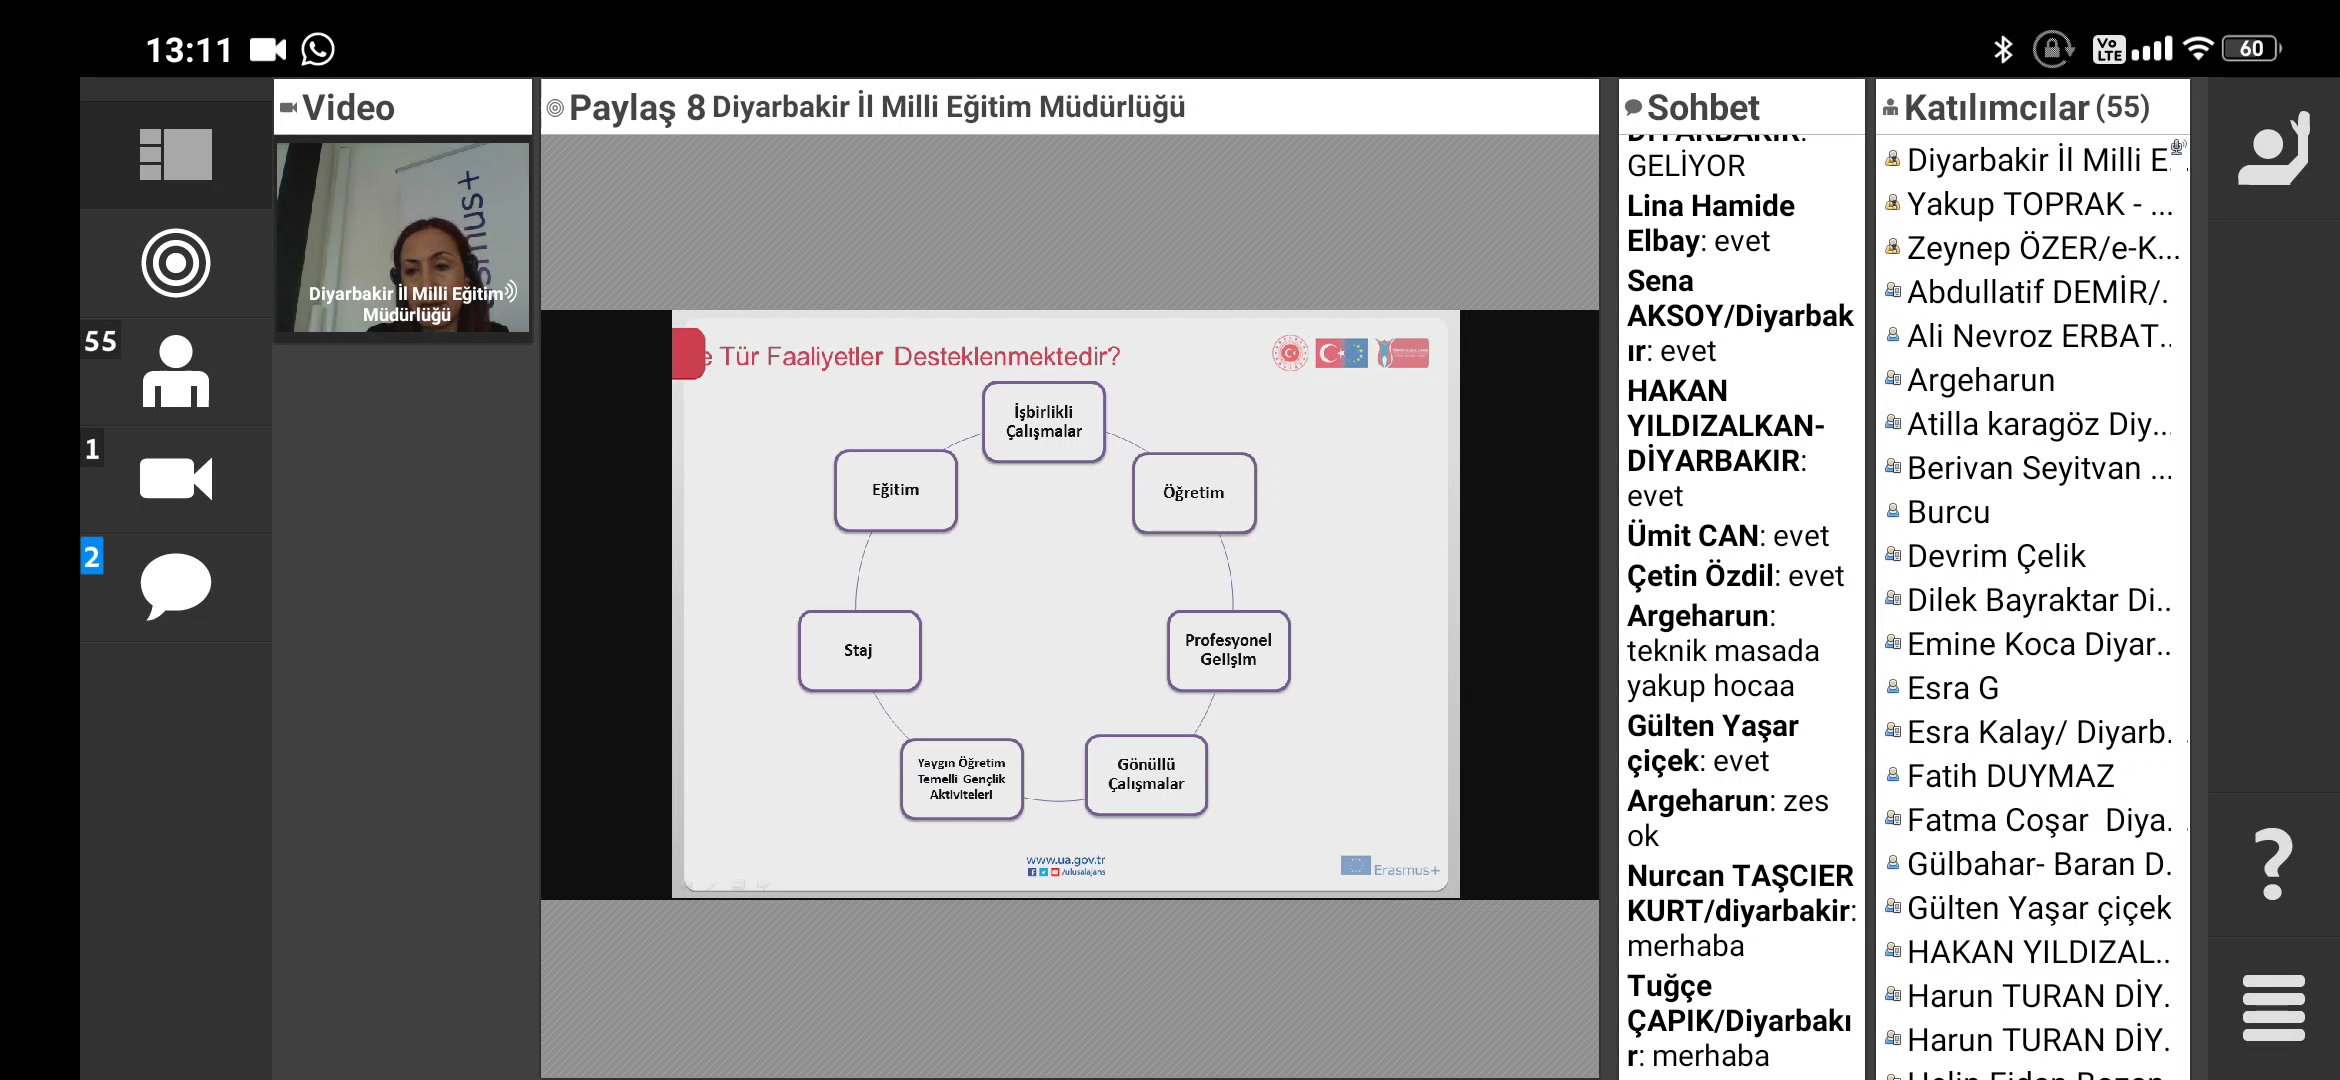 13:11
Vo
LTE
60
Video
Diyarbakir İl Milli Eğitim
Müdürlüğü
55
1
2
Paylaş 8 Diyarbakir İl Milli Eğitim Müdürlüğü
e Tür Faaliyetler Desteklenmektedir?
İşbirlikli
Çalışmalar
Eğitim
Öğretim
Staj
Profesyonel
Gelişim
Yaygın Öğretim
Temelli Gençlik
Aktiviteleri
Gönüllü
Çalışmalar
www.ua.gov.tr
/ulusalajans
Erasmus+
Sohbet
DİYARBAKIR:
GELİYOR
Lina Hamide
Elbay: evet
Sena
AKSOY/Diyarbak
ır: evet
HAKAN
YILDIZALKAN-
DİYARBAKIR:
evet
Ümit CAN: evet
Çetin Özdil: evet
Argeharun:
teknik masada
yakup hocaa
Gülten Yaşar
çiçek: evet
Argeharun: zes
ok
Nurcan TAŞCIER
KURT/diyarbakir:
merhaba
Tuğçe
ÇAPIK/Diyarbakı
r: merhaba
Katılımcılar (55)
Diyarbakir İl Milli E...
Yakup TOPRAK - ...
Zeynep ÖZER/e-K...
Abdullatif DEMİR/.
Ali Nevroz ERBAT..
Argeharun
Atilla karagöz Diy...
Berivan Seyitvan ...
Burcu
Devrim Çelik
Dilek Bayraktar Di..
Emine Koca Diyar..
Esra G
Esra Kalay/ Diyarb. .
Fatih DUYMAZ
Fatma Coşar  Diya. .
Gülbahar- Baran D.
Gülten Yaşar çiçek
HAKAN YILDIZAL..
Harun TURAN DİY.
Harun TURAN DİY.